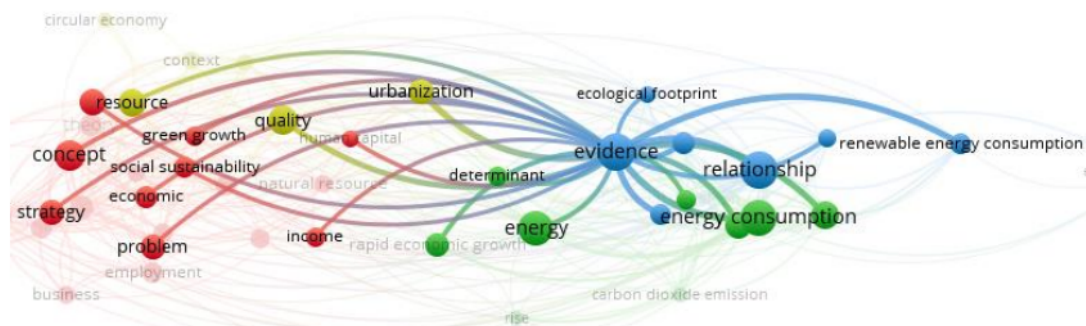 circular economy
context
urbanization
ecological footprint
resource
theory
quality
green growth
human capital
evidence
renewable energy consumption
concept
social sustainability
determinant
relationship
natural resource
economic
strategy
energy consumption
energy
income
problem
rapid economic growth
employment
business
carbon dioxide emission
rise